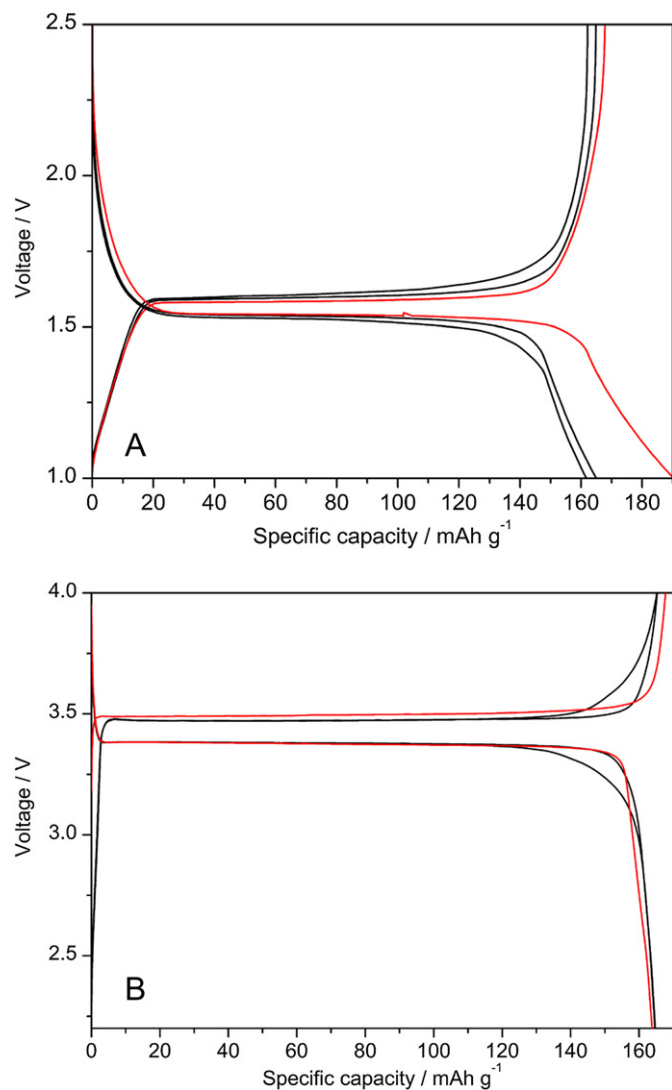 2.5
2.0
1.5
1.0
Voltage / V
A
0 20 40 60 80 100 120 140 160 180
Specific capacity / mAh g⁻¹
4.0
3.5
3.0
2.5
Voltage / V
B
0 20 40 60 80 100 120 140 160
Specific capacity / mAh g⁻¹